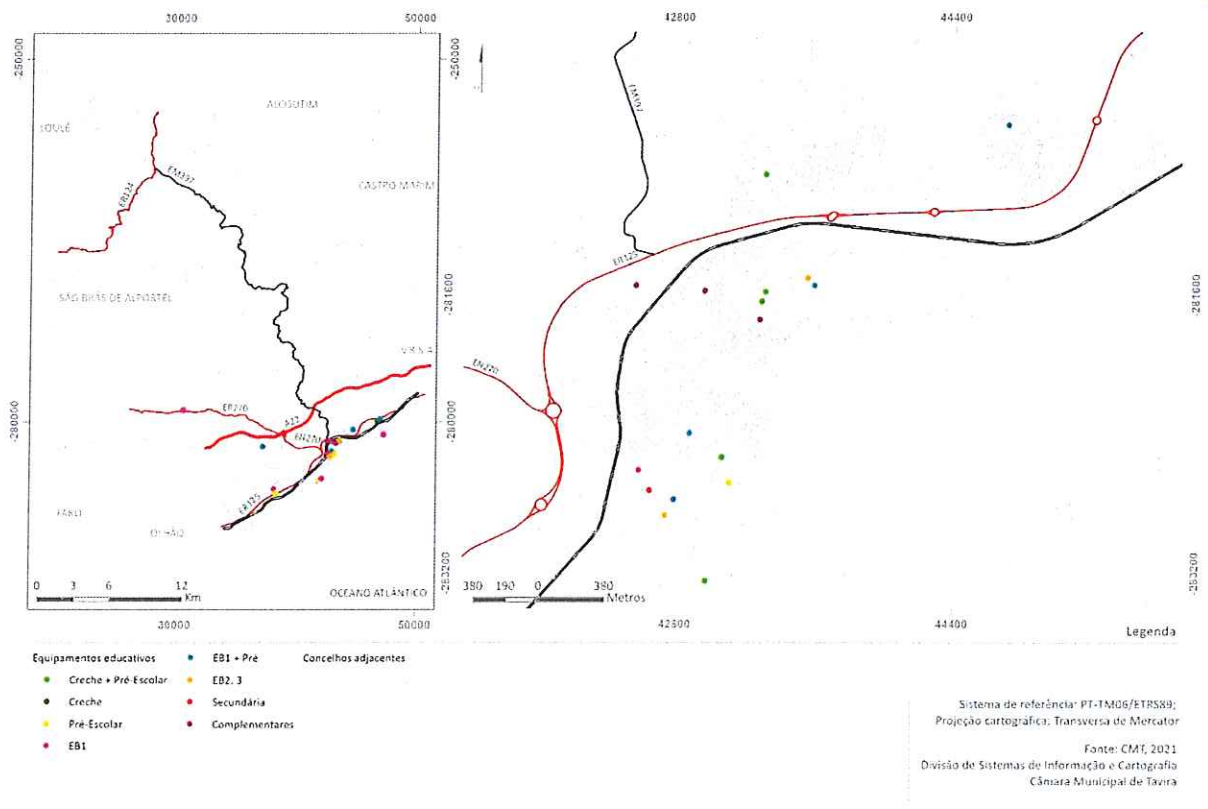 30000 50000 42800 44400
-250000 -250000
ALCOUTIM
LOULÉ
EM397
EM397
ER124
CASTRO MARIM
ER125
SÃO BRÁS DE ALPORTEL
-281600 -281600
EN270
A22
-280000 -280000
EN270
ER125
FARO
OLHÃO
0 3 6 12
Km
OCEANO ATLÂNTICO
380 190 0 380
Metros
-283200 -283200
30000 50000 42800 44400
Legenda
Equipamentos educativos
Creche + Pré-Escolar
Creche
Pré-Escolar
EB1
EB1 + Pré
EB2, 3
Secundária
Complementares
Concelhos adjacentes
Sistema de referência: PT-TM06/ETRS89;
Projeção cartográfica: Transversa de Mercator
Fonte: CMT, 2021
Divisão de Sistemas de Informação e Cartografia
Câmara Municipal de Tavira